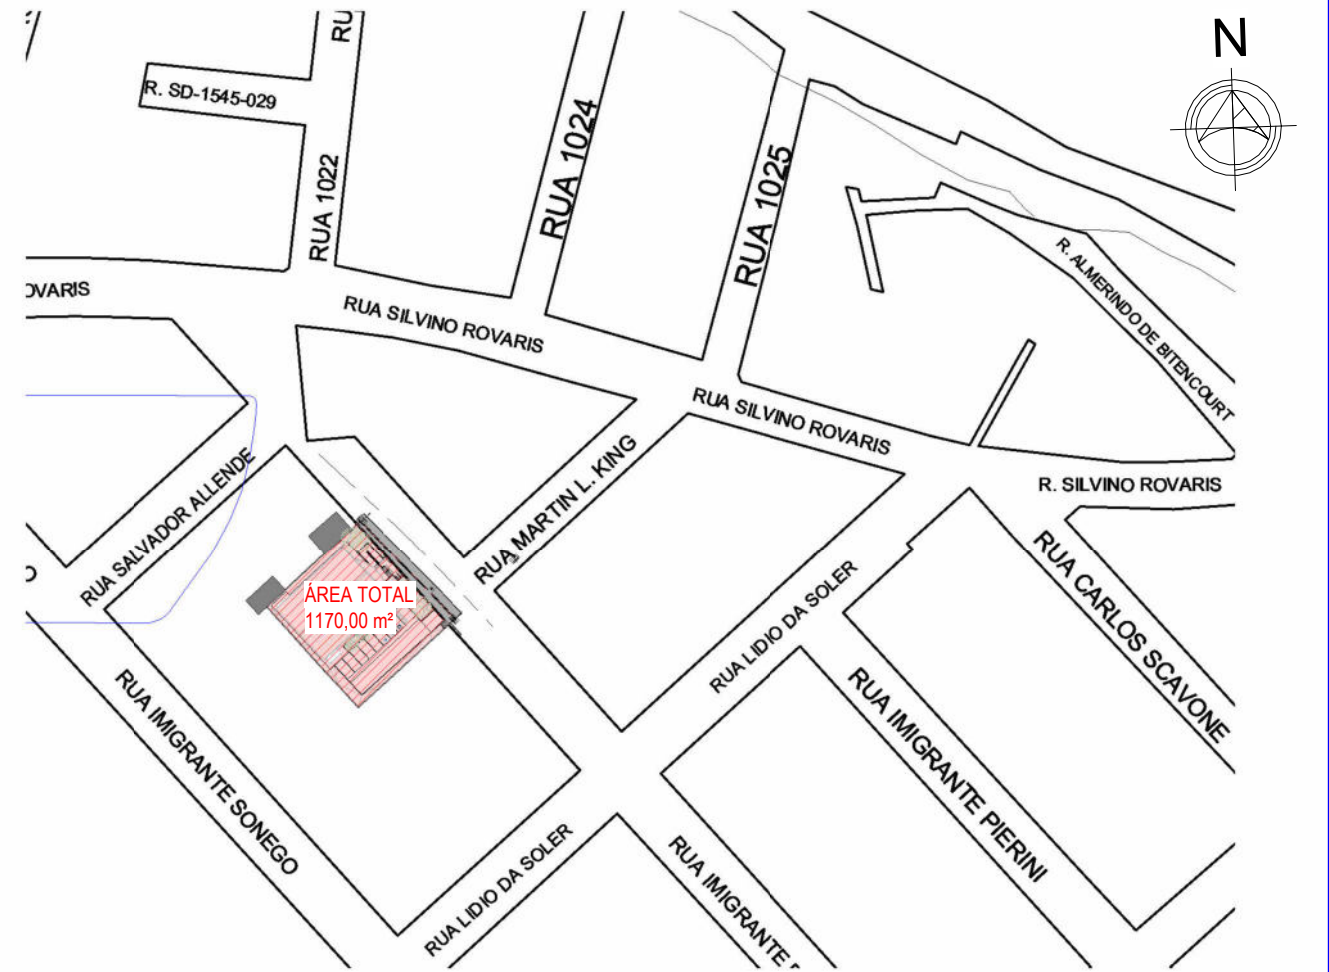 RU
N
R. SD-1545-029
RUA 1022
RUA 1024
RUA 1025
R. ALMERINDO DE BITENCOURT
OVARIS
RUA SILVINO ROVARIS
RUA SILVINO ROVARIS
R. SILVINO ROVARIS
RUA SALVADOR ALLENDE
RUA MARTIN L. KING
ÁREA TOTAL
1170,00 m²
RUA LIDIO DA SOLER
RUA CARLOS SCAVONE
RUA IMIGRANTE SONEGO
RUA IMIGRANTE PIERINI
RUA LIDIO DA SOLER
RUA IMIGRANTE